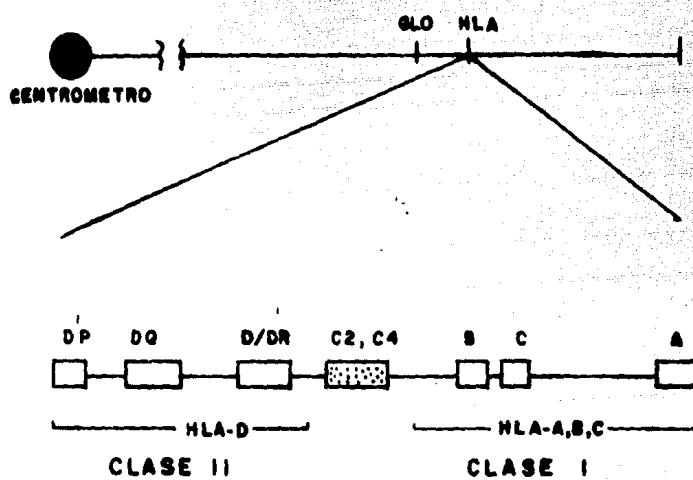 GLO HLA
CENTROMETRO
DP DQ D/DR C2, C4 B C A
HLA-D HLA-A,B,C
CLASE II CLASE I